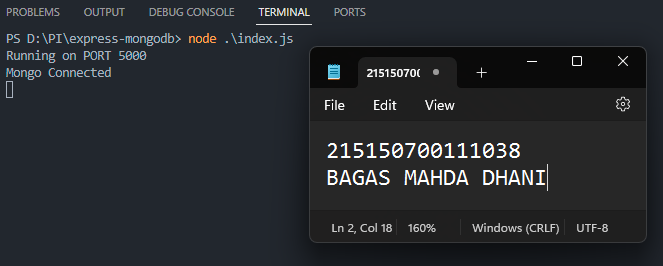 PROBLEMS OUTPUT DEBUG CONSOLE TERMINAL PORTS
PS D:\PI\express-mongodb> node .\index.js
Running on PORT 5000
Mongo Connected
21515070(
File Edit View
215150700111038
BAGAS MAHDA DHANI
Ln 2, Col 18 160% Windows (CRLF) UTF-8